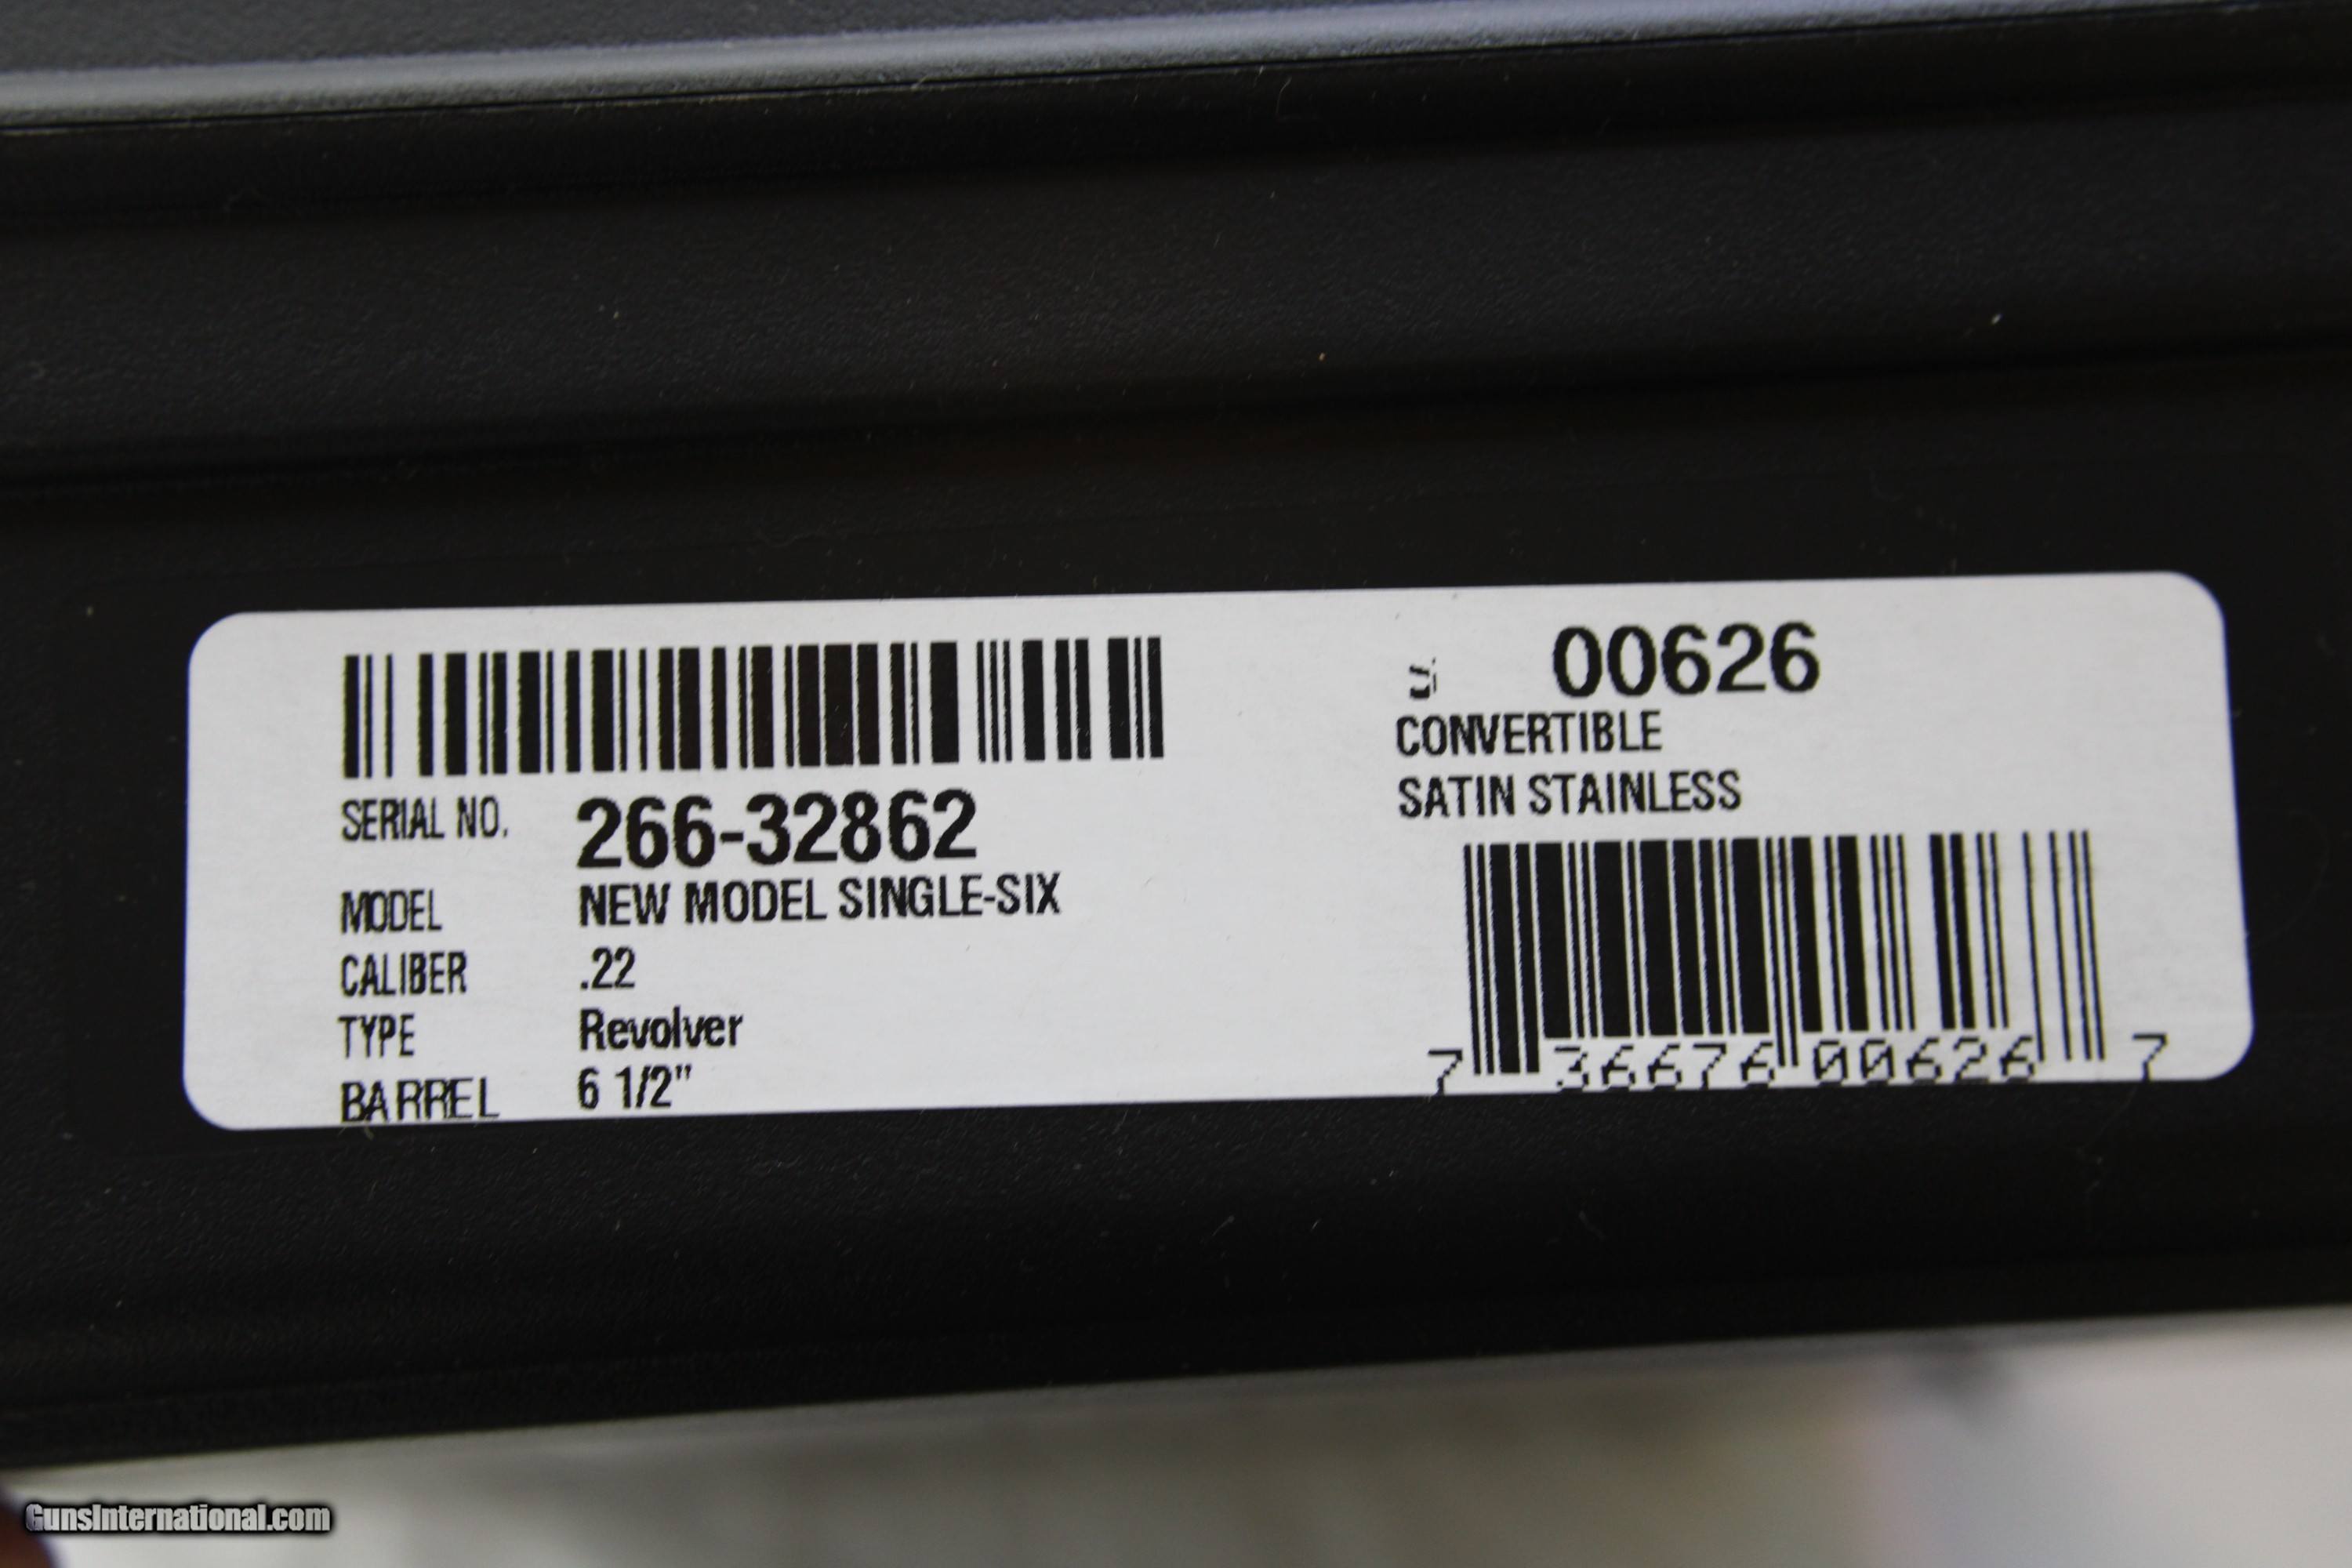 SERIAL NO. 266-32862
MODEL NEW MODEL SINGLE-SIX
CALIBER .22
TYPE Revolver
BARREL 6 1/2"
00626
CONVERTIBLE
SATIN STAINLESS
7 36676 00626 7
GunsInternational.com